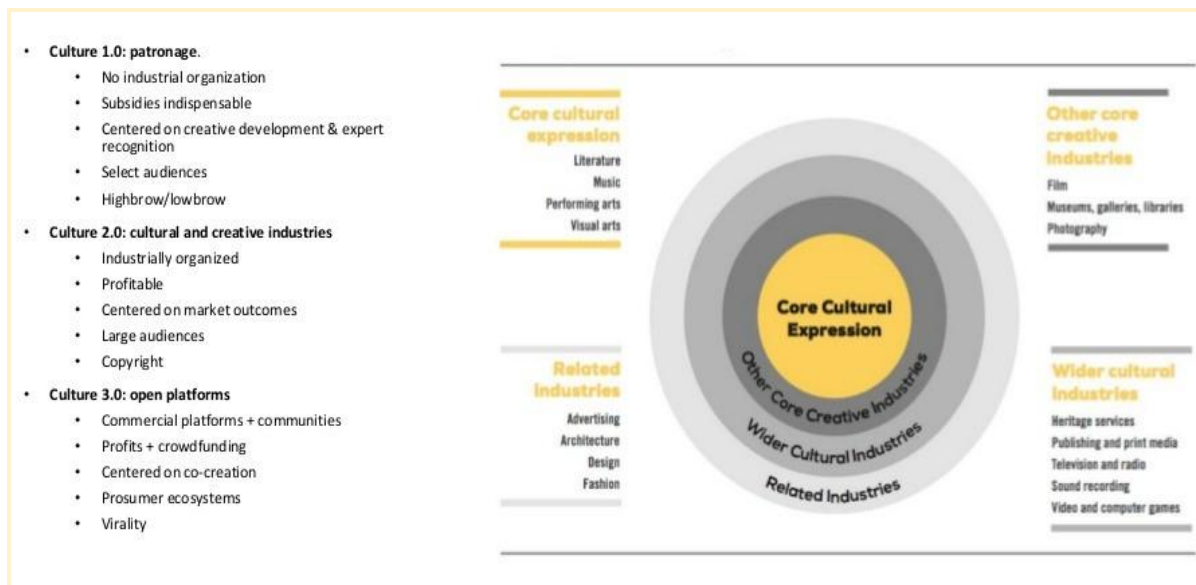 • Culture 1.0: patronage.
• No industrial organization
• Subsidies indispensable
• Centered on creative development & expert
recognition
• Select audiences
• Highbrow/lowbrow
• Culture 2.0: cultural and creative industries
• Industrially organized
• Profitable
• Centered on market outcomes
• Large audiences
• Copyright
• Culture 3.0: open platforms
• Commercial platforms + communities
• Profits + crowdfunding
• Centered on co-creation
• Prosumer ecosystems
• Virality
Core cultural
expression
Literature
Music
Performing arts
Visual arts
Other core
creative
Industries
Film
Museums, galleries, libraries
Photography
Core Cultural
Expression
Other Core Creative Industries
Wider Cultural Industries
Related Industries
Related
Industries
Advertising
Architecture
Design
Fashion
Wider cultural
Industries
Heritage services
Publishing and print media
Television and radio
Sound recording
Video and computer games